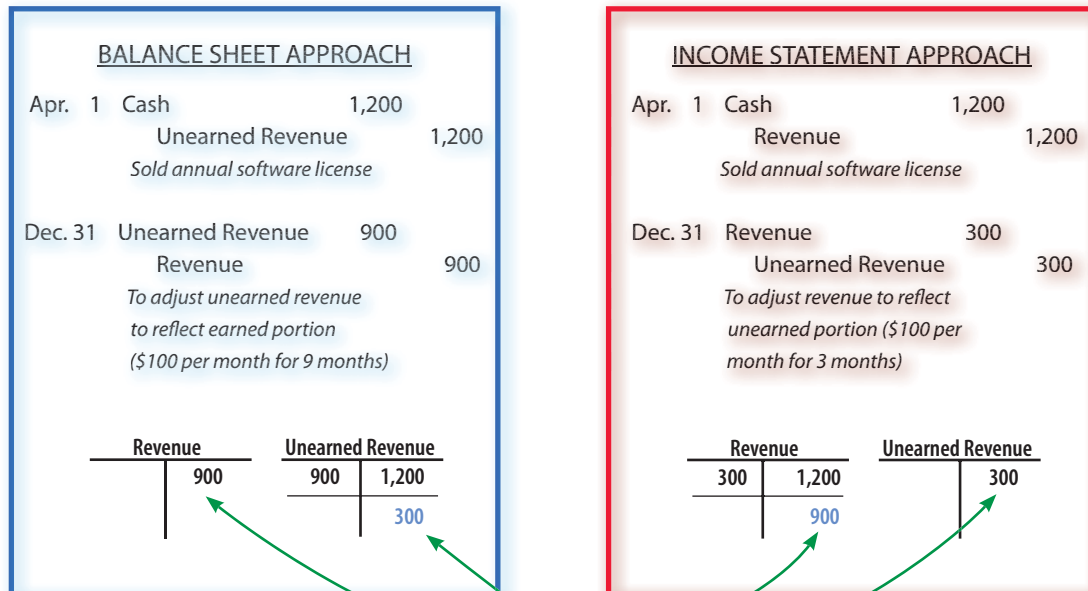 BALANCE SHEET APPROACH
Apr. 1 Cash 1,200
Unearned Revenue 1,200
Sold annual software license
Dec. 31 Unearned Revenue 900
Revenue 900
To adjust unearned revenue
to reflect earned portion
($100 per month for 9 months)
Revenue Unearned Revenue
900 900 1,200
300
INCOME STATEMENT APPROACH
Apr. 1 Cash 1,200
Revenue 1,200
Sold annual software license
Dec. 31 Revenue 300
Unearned Revenue 300
To adjust revenue to reflect
unearned portion ($100 per
month for 3 months)
Revenue Unearned Revenue
300 1,200 300
900